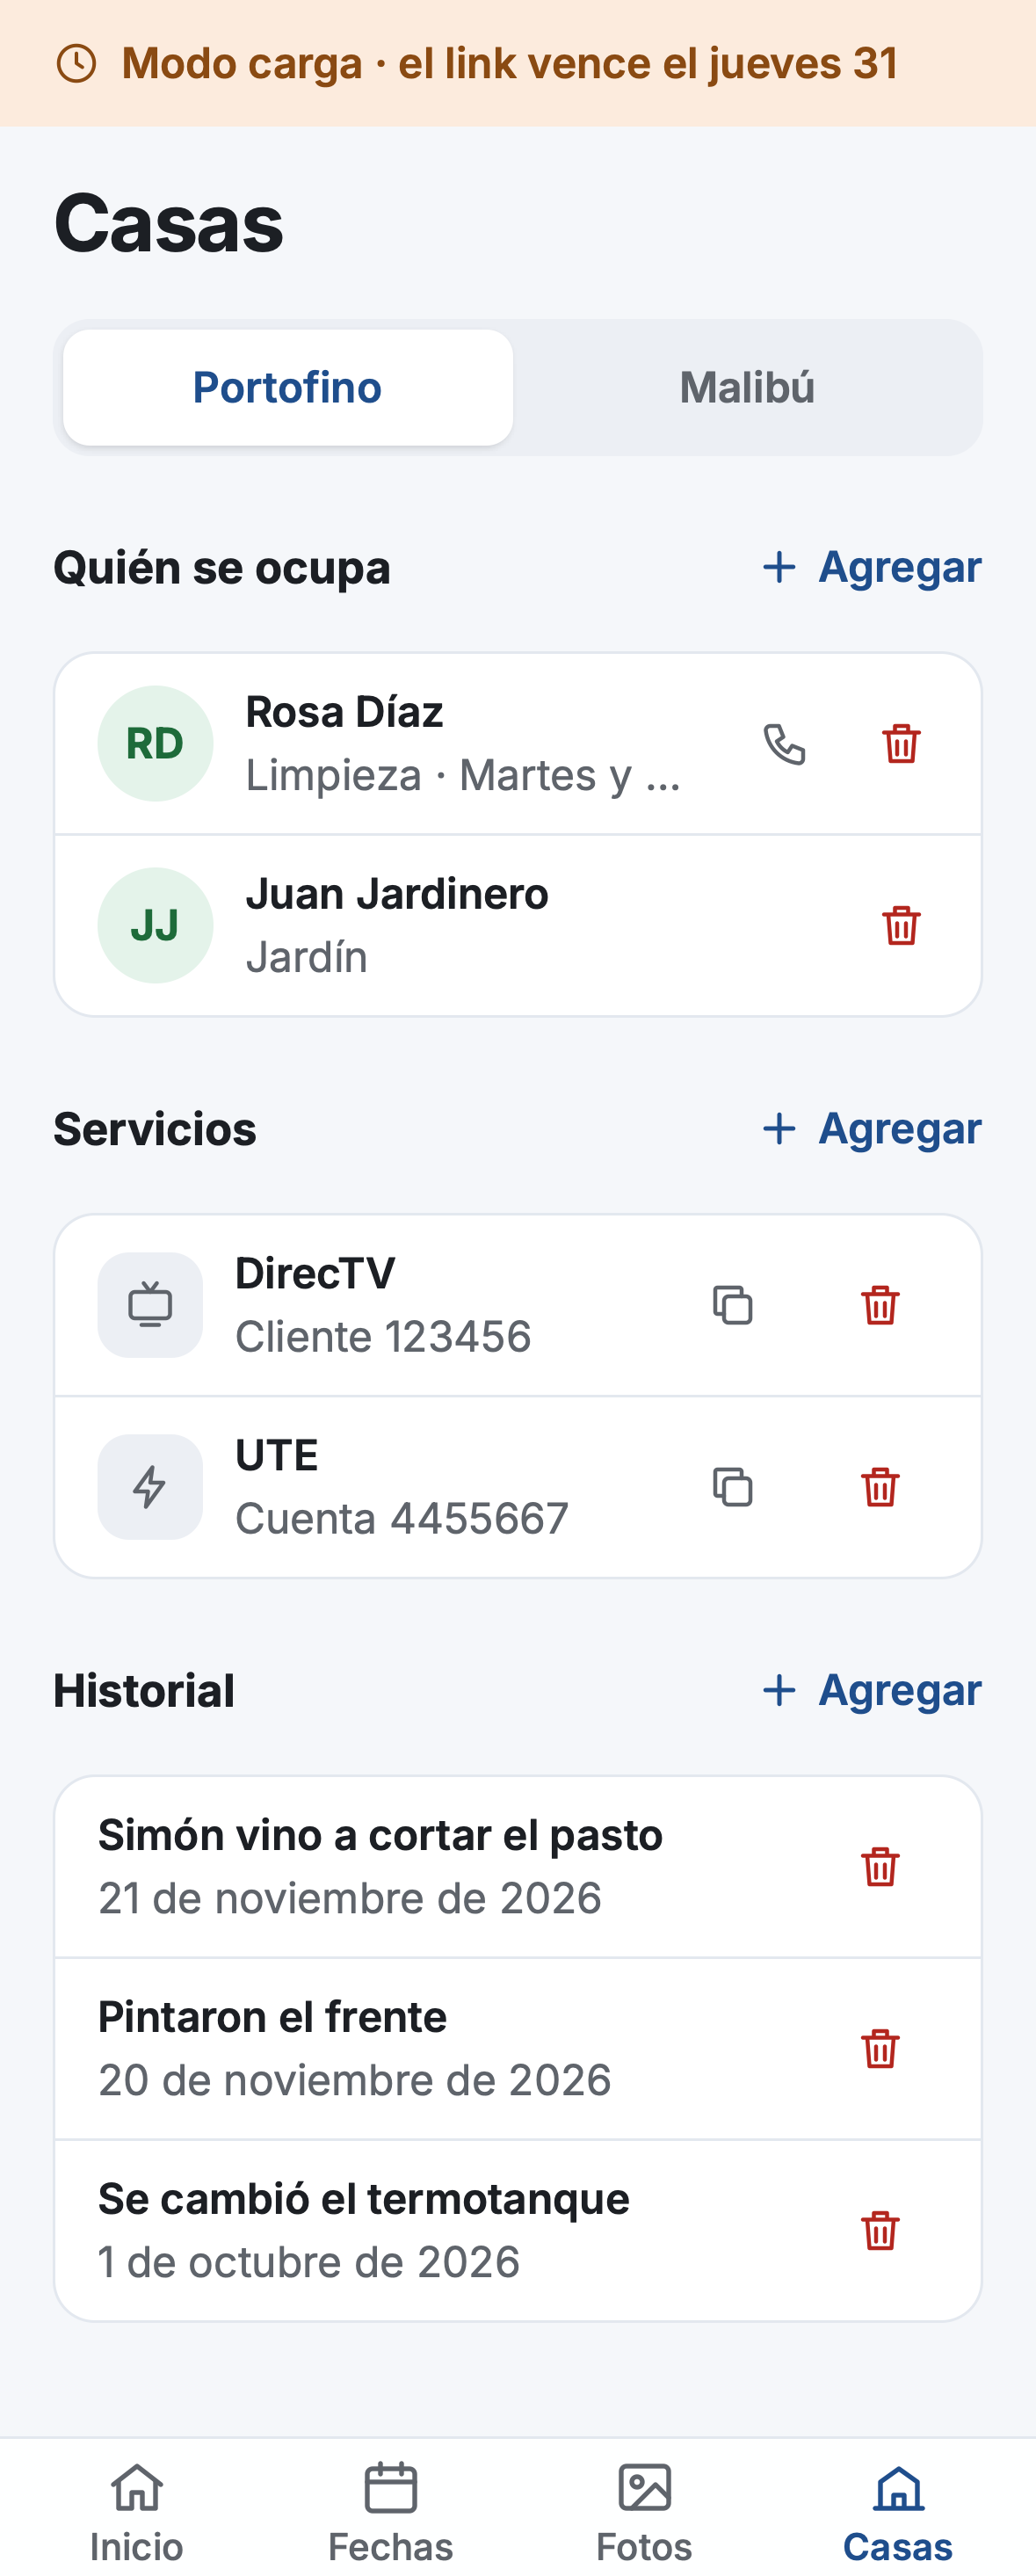 Modo carga · el link vence el jueves 31
Casas
Portofino
Malibú
Quién se ocupa
Agregar
RD
Rosa Díaz
Limpieza · Martes y ...
JJ
Juan Jardinero
Jardín
Servicios
Agregar
DirecTV
Cliente 123456
UTE
Cuenta 4455667
Historial
Agregar
Simón vino a cortar el pasto
21 de noviembre de 2026
Pintaron el frente
20 de noviembre de 2026
Se cambió el termotanque
1 de octubre de 2026
Inicio
Fechas
Fotos
Casas